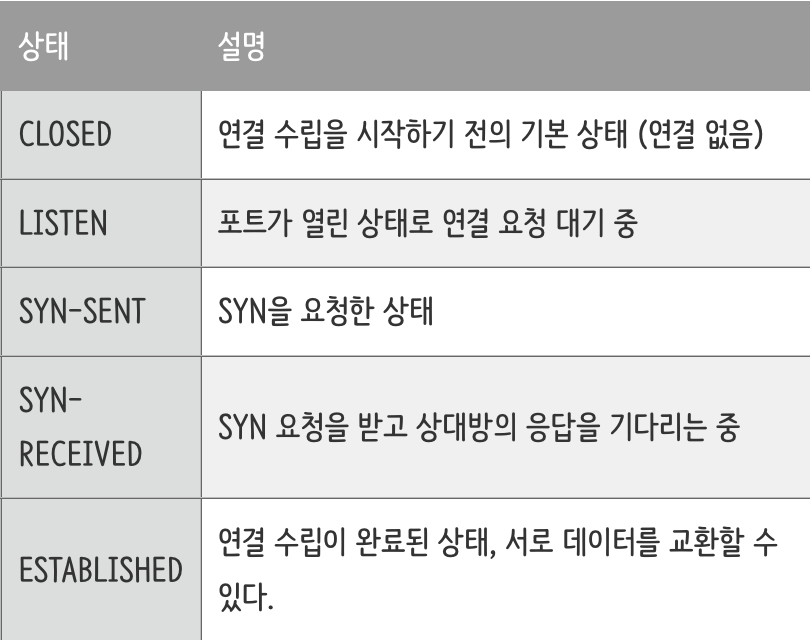 상태 설명
CLOSED 연결 수립을 시작하기 전의 기본 상태 (연결 없음)
LISTEN 포트가 열린 상태로 연결 요청 대기 중
SYN-SENT SYN을 요청한 상태
SYN-
RECEIVED
SYN 요청을 받고 상대방의 응답을 기다리는 중
ESTABLISHED
연결 수립이 완료된 상태, 서로 데이터를 교환할 수
있다.